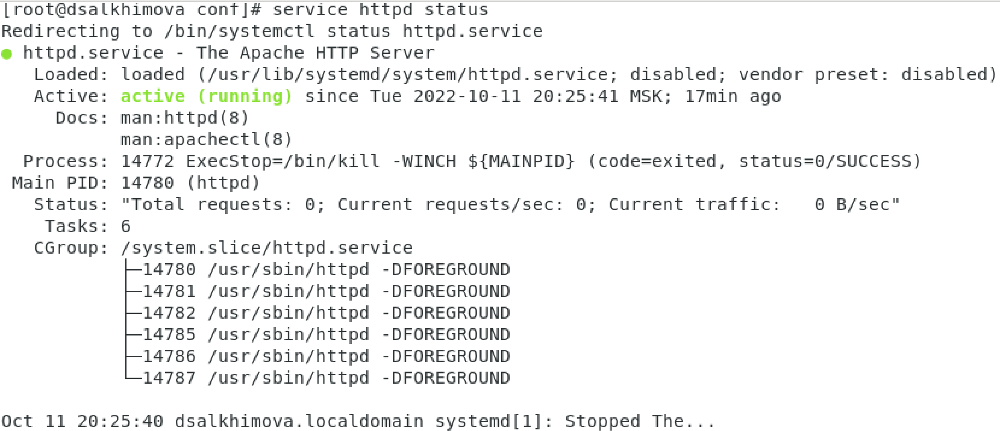 [root@dsalkhimova conf]# service httpd status
Redirecting to /bin/systemctl status httpd.service
● httpd.service - The Apache HTTP Server
   Loaded: loaded (/usr/lib/systemd/system/httpd.service; disabled; vendor preset: disabled)
   Active: active (running) since Tue 2022-10-11 20:25:41 MSK; 17min ago
     Docs: man:httpd(8)
           man:apachectl(8)
  Process: 14772 ExecStop=/bin/kill -WINCH ${MAINPID} (code=exited, status=0/SUCCESS)
 Main PID: 14780 (httpd)
   Status: "Total requests: 0; Current requests/sec: 0; Current traffic:   0 B/sec"
    Tasks: 6
   CGroup: /system.slice/httpd.service
           ├─14780 /usr/sbin/httpd -DFOREGROUND
           ├─14781 /usr/sbin/httpd -DFOREGROUND
           ├─14782 /usr/sbin/httpd -DFOREGROUND
           ├─14785 /usr/sbin/httpd -DFOREGROUND
           ├─14786 /usr/sbin/httpd -DFOREGROUND
           └─14787 /usr/sbin/httpd -DFOREGROUND

Oct 11 20:25:40 dsalkhimova.localdomain systemd[1]: Stopped The...